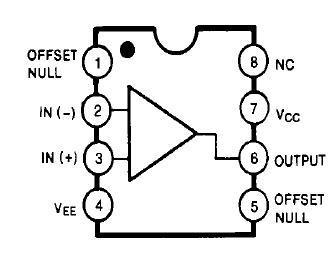 OFFSET
NULL
1
8
NC
IN (-)
2
7
VCC
IN (+)
3
6
OUTPUT
VEE
4
5
OFFSET
NULL